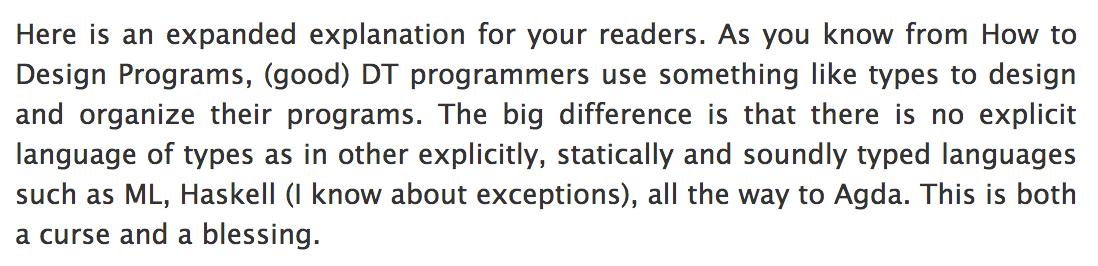 Here is an expanded explanation for your readers. As you know from How to
Design Programs, (good) DT programmers use something like types to design
and organize their programs. The big difference is that there is no explicit
language of types as in other explicitly, statically and soundly typed languages
such as ML, Haskell (I know about exceptions), all the way to Agda. This is both
a curse and a blessing.